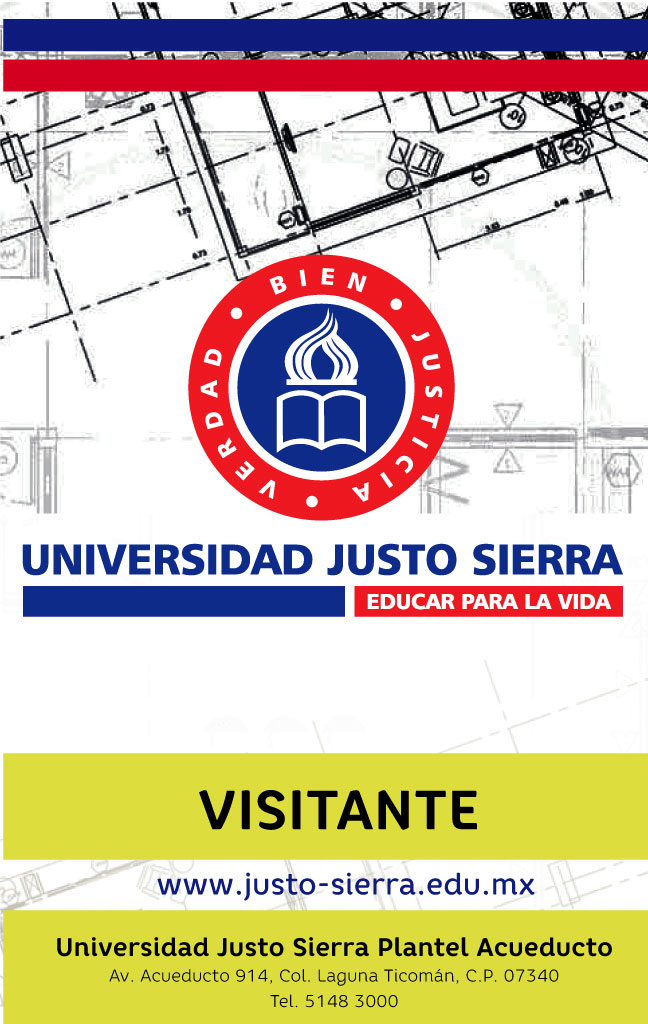 BIEN
JUSTICIA
VERDAD
UNIVERSIDAD JUSTO SIERRA
EDUCAR PARA LA VIDA
VISITANTE
www.justo-sierra.edu.mx
Universidad Justo Sierra Plantel Acueducto
Av. Acueducto 914, Col. Laguna Ticomán, C.P. 07340
Tel. 5148 3000